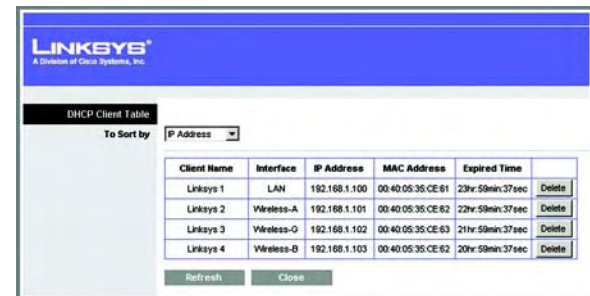 LINKSYS®
A Division of Cisco Systems, Inc.
DHCP Client Table
To Sort by IP Address
Client Name Interface IP Address MAC Address Expired Time
Linksys 1 LAN 192.168.1.100 00:40:05:35:CE:61 23hr:59min:37sec Delete
Linksys 2 Wireless-A 192.168.1.101 00:40:05:35:CE:62 22hr:59min:37sec Delete
Linksys 3 Wireless-G 192.168.1.102 00:40:05:35:CE:63 21hr:59min:37sec Delete
Linksys 4 Wireless-B 192.168.1.103 00:40:05:35:CE:62 20hr:59min:37sec Delete
Refresh Close